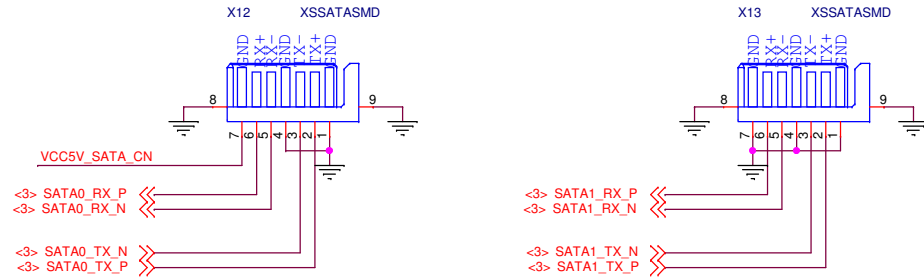 X12 XSSATASMD
GND RX+ RX- GND TX- TX+ GND
8 9
7 6 5 4 3 2 1
VCC5V_SATA_CN
<3> SATA0_RX_P
<3> SATA0_RX_N
<3> SATA0_TX_N
<3> SATA0_TX_P
X13 XSSATASMD
GND RX+ RX- GND TX- TX+ GND
8 9
7 6 5 4 3 2 1
<3> SATA1_RX_P
<3> SATA1_RX_N
<3> SATA1_TX_N
<3> SATA1_TX_P